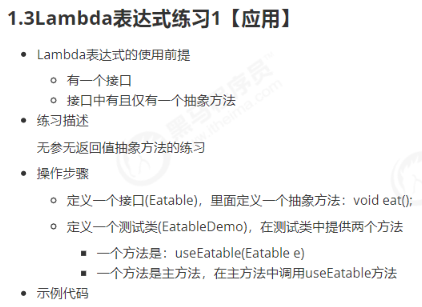 1.3Lambda表达式练习1【应用】
Lambda表达式的使用前提
有一个接口
接口中有且仅有一个抽象方法
练习描述
无参无返回值抽象方法的练习
操作步骤
定义一个接口(Eatable)，里面定义一个抽象方法：void eat();
定义一个测试类(EatableDemo)，在测试类中提供两个方法
一个方法是：useEatable(Eatable e)
一个方法是主方法，在主方法中调用useEatable方法
示例代码